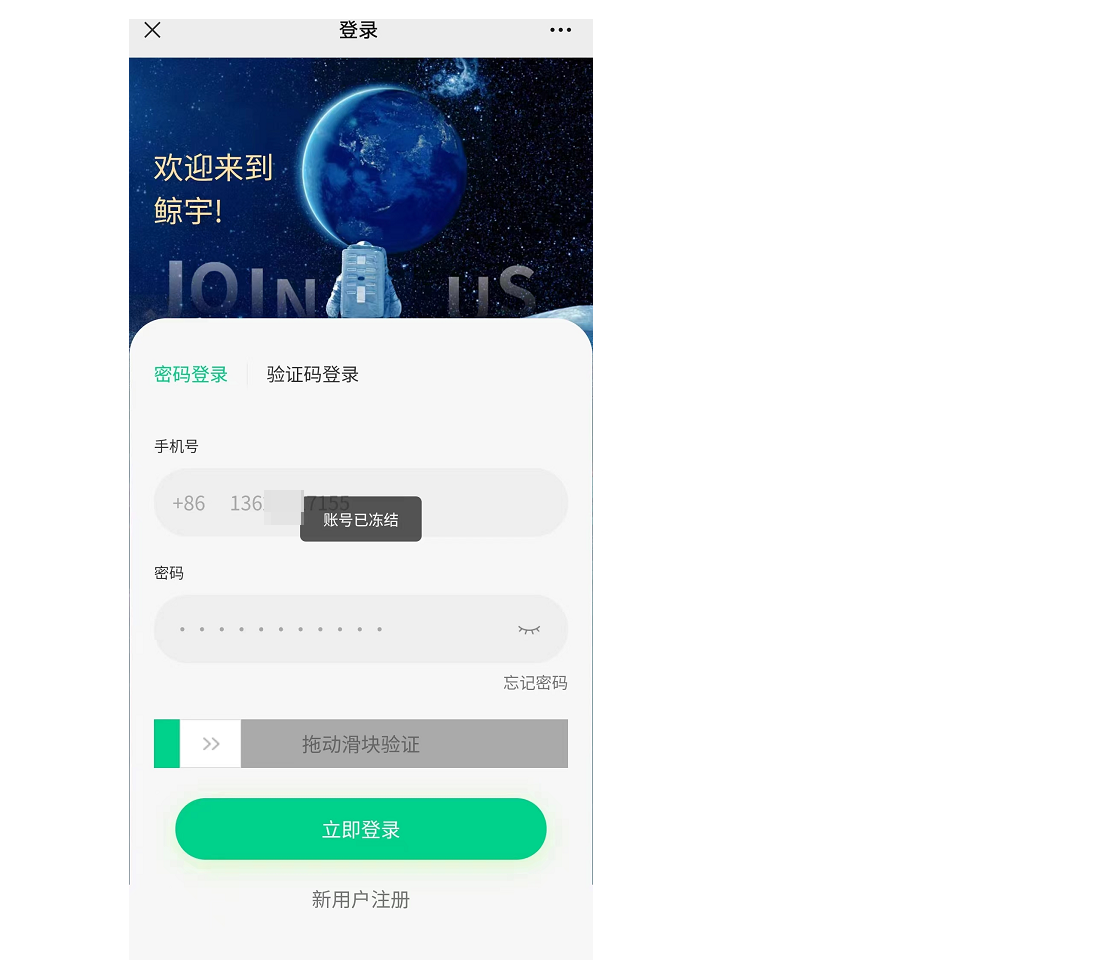 登录
欢迎来到
鲸宇!
JOIN US
密码登录 验证码登录
手机号
+86 136 7155
账号已冻结
密码
忘记密码
拖动滑块验证
立即登录
新用户注册